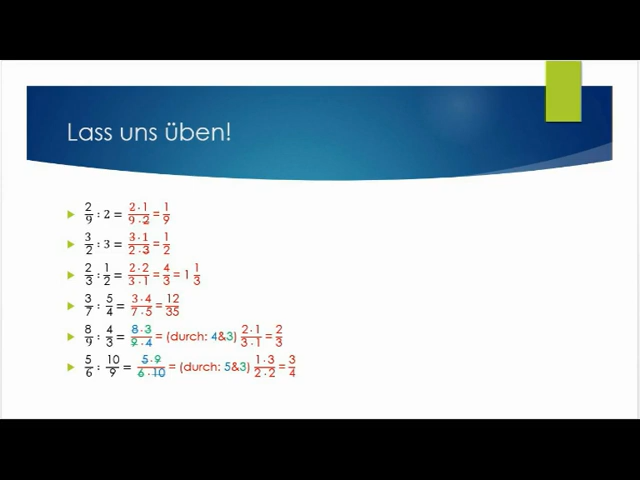 Lass uns üben!
2/9 : 2 = 2·1/9·2 = 1/9
3/2 : 3 = 3·1/2·3 = 1/2
2/3 : 1/2 = 2·2/3·1 = 4/3 = 1 1/3
3/7 : 5/4 = 3·4/7·5 = 12/35
8/9 : 4/3 = 8·3/9·4 = (durch: 4&3) 2·1/3·1 = 2/3
5/6 : 10/9 = 5·9/6·10 = (durch: 5&3) 1·3/2·2 = 3/4